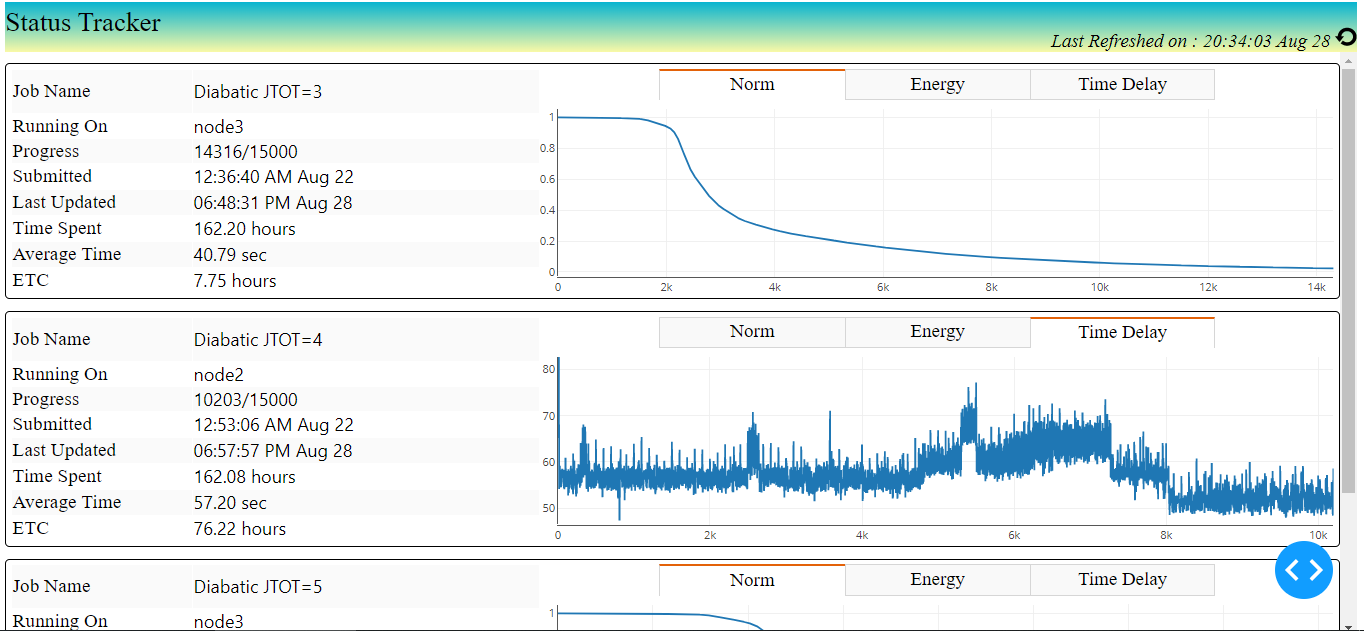 Status Tracker
Last Refreshed on : 20:34:03 Aug 28
Job Name Diabatic JTOT=3
Running On node3
Progress 14316/15000
Submitted 12:36:40 AM Aug 22
Last Updated 06:48:31 PM Aug 28
Time Spent 162.20 hours
Average Time 40.79 sec
ETC 7.75 hours
Norm Energy Time Delay
1
0.8
0.6
0.4
0.2
0
0 2k 4k 6k 8k 10k 12k 14k
Job Name Diabatic JTOT=4
Running On node2
Progress 10203/15000
Submitted 12:53:06 AM Aug 22
Last Updated 06:57:57 PM Aug 28
Time Spent 162.08 hours
Average Time 57.20 sec
ETC 76.22 hours
Norm Energy Time Delay
80
70
60
50
0 2k 4k 6k 8k 10k
Job Name Diabatic JTOT=5
Running On node3
Norm Energy Time Delay
1